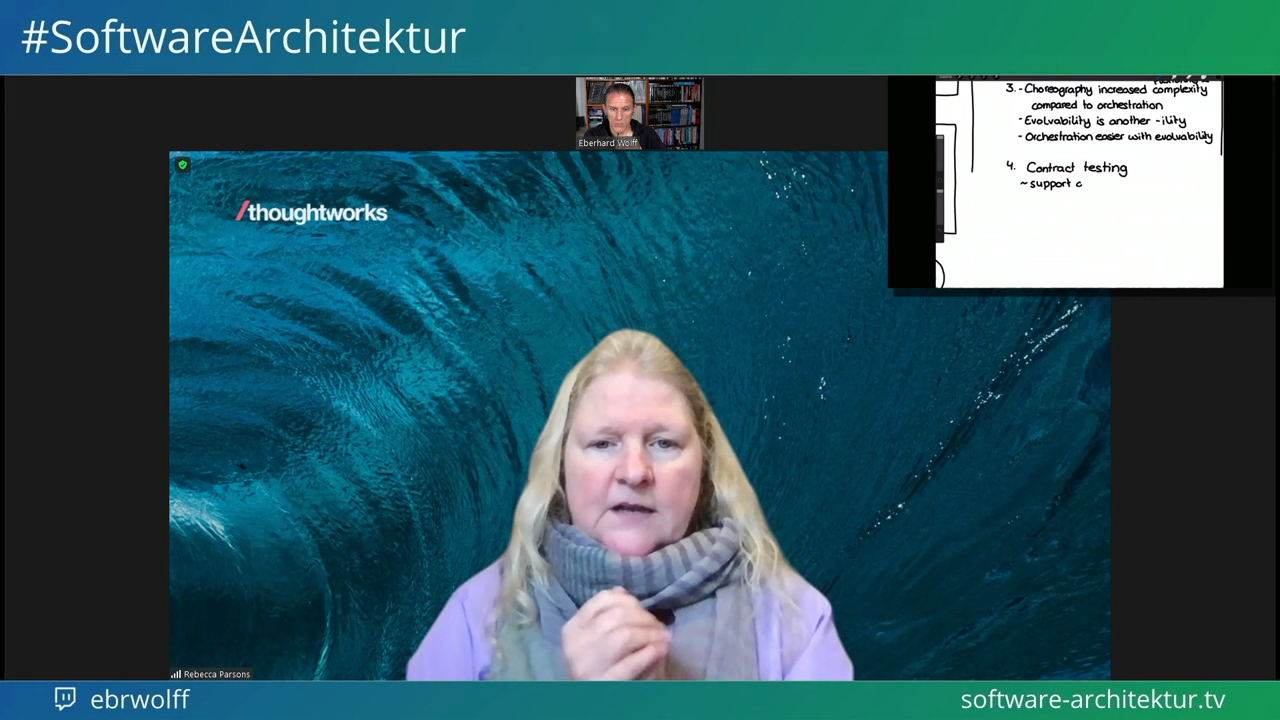 #SoftwareArchitektur
Eberhard Wolff
3. - Choreography increased complexity
compared to orchestration
- Evolvability is another -ility
- Orchestration easier with evolvability
4. Contract testing
~ support c
/thoughtworks
Rebecca Parsons
ebrwolff
software-architektur.tv